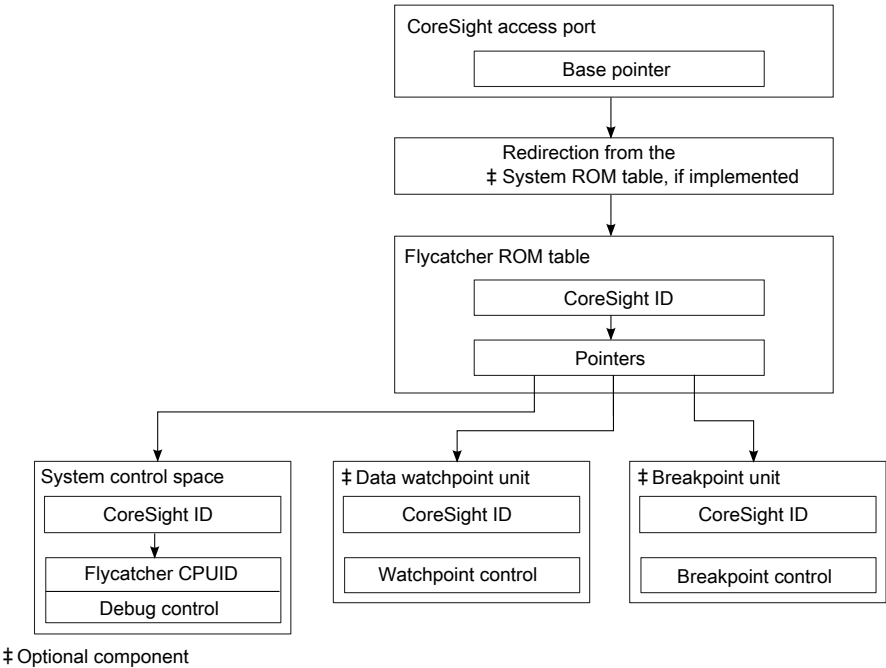 CoreSight access port
Base pointer
Redirection from the
‡ System ROM table, if implemented
Flycatcher ROM table
CoreSight ID
Pointers
System control space
CoreSight ID
Flycatcher CPUID
Debug control
‡ Data watchpoint unit
CoreSight ID
Watchpoint control
‡ Breakpoint unit
CoreSight ID
Breakpoint control
‡ Optional component